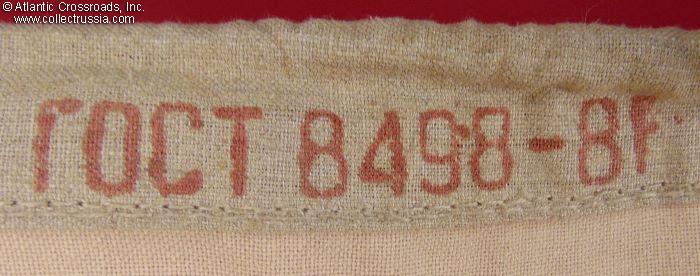 © Atlantic Crossroads, Inc.
www.collectrussia.com
ГОСТ 8498-8